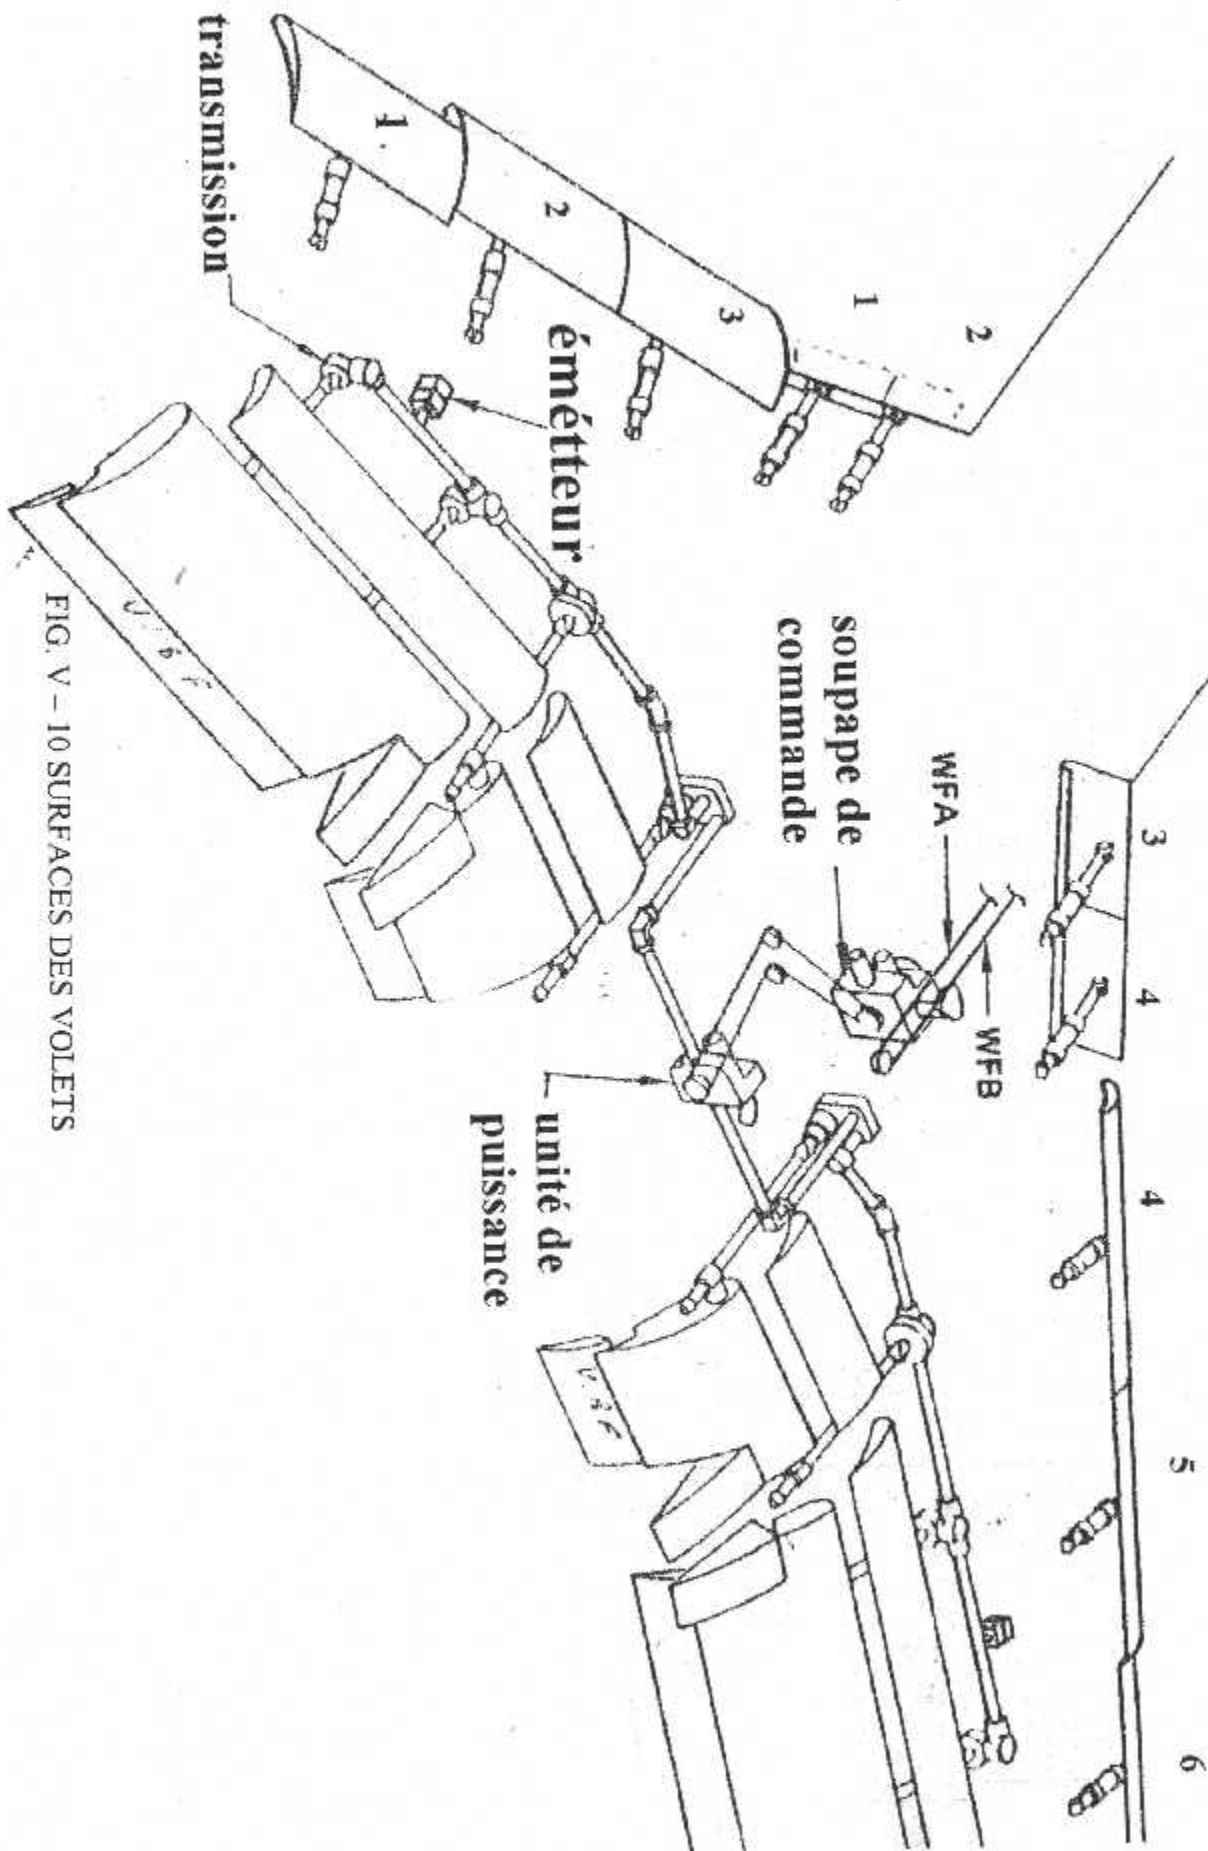 1
2
3
1
2
3
4
4
5
6
transmission
émétteur
soupape de
commande
WFA
WFB
unité de
puissance
FIG. V – 10 SURFACES DES VOLETS